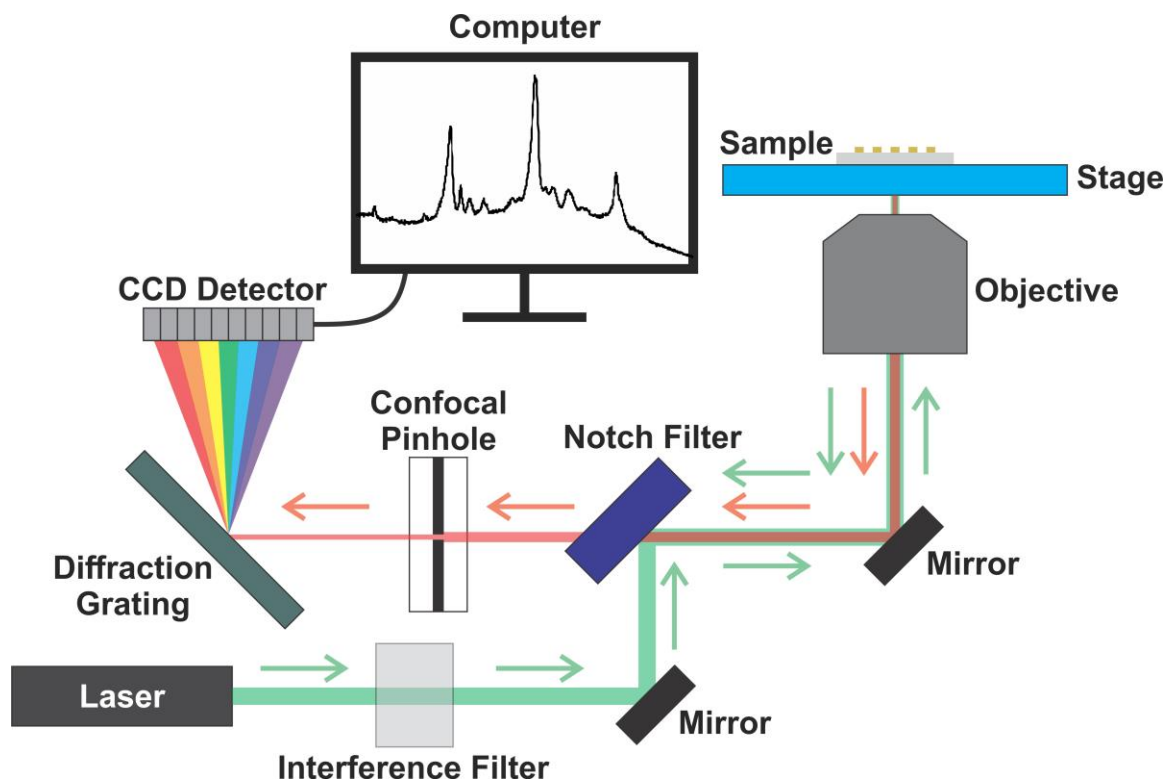 Computer
Sample
Stage
CCD Detector
Objective
Confocal
Pinhole
Notch Filter
Diffraction
Grating
Mirror
Laser
Mirror
Interference Filter